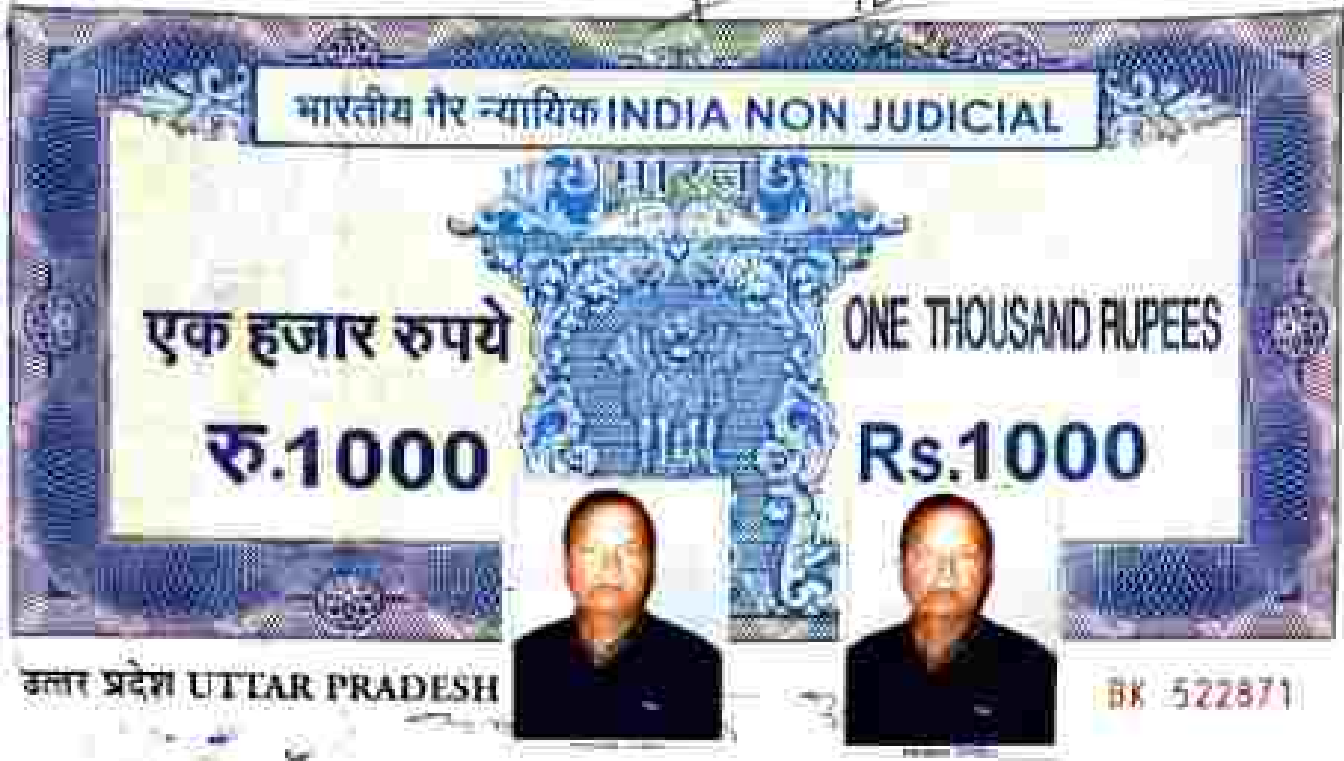 भारतीय गैर न्यायिक INDIA NON JUDICIAL
एक हजार रुपये
ONE THOUSAND RUPEES
रु.1000
Rs.1000
उत्तर प्रदेश UTTAR PRADESH
BK 522871